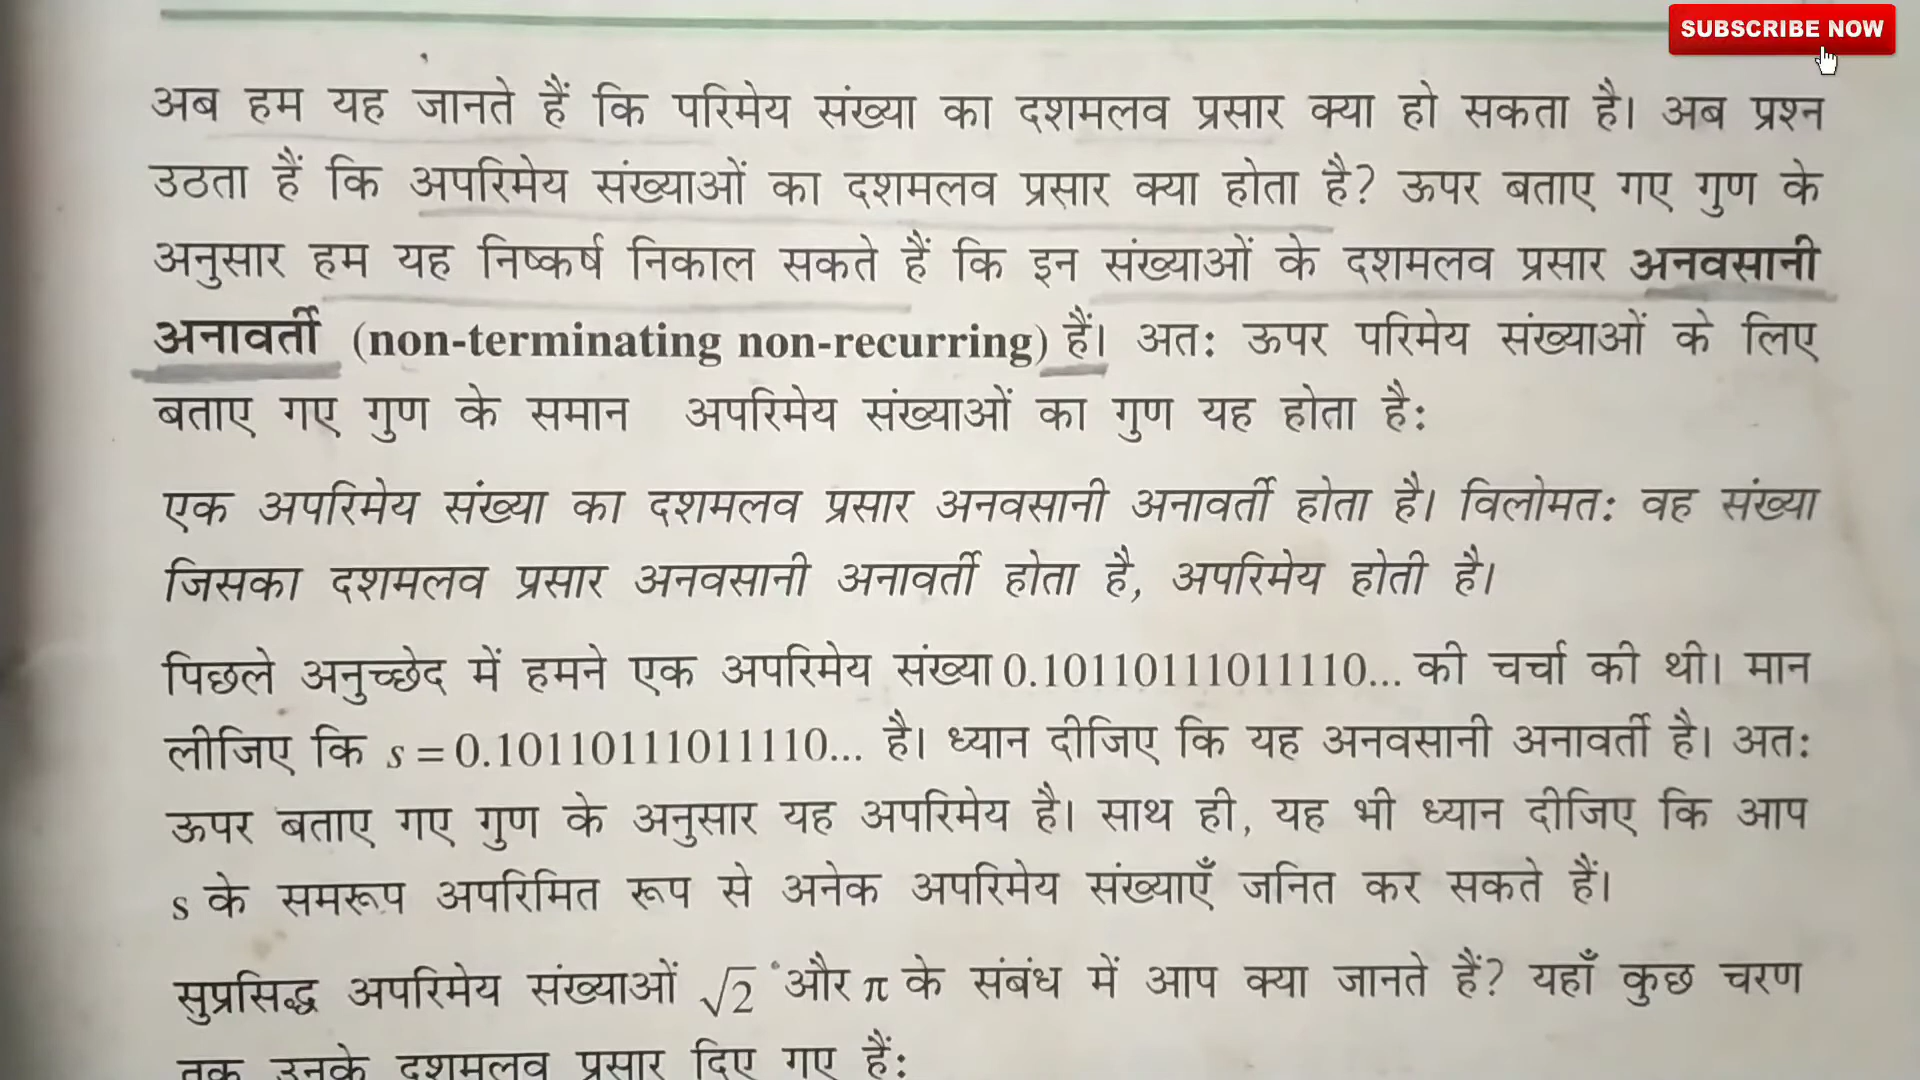 SUBSCRIBE NOW
अब हम यह जानते हैं कि परिमेय संख्या का दशमलव प्रसार क्या हो सकता है। अब प्रश्न
उठता हैं कि अपरिमेय संख्याओं का दशमलव प्रसार क्या होता है? ऊपर बताए गए गुण के
अनुसार हम यह निष्कर्ष निकाल सकते हैं कि इन संख्याओं के दशमलव प्रसार अनवसानी
अनावर्ती (non-terminating non-recurring) हैं। अत: ऊपर परिमेय संख्याओं के लिए
बताए गए गुण के समान अपरिमेय संख्याओं का गुण यह होता है:
एक अपरिमेय संख्या का दशमलव प्रसार अनवसानी अनावर्ती होता है। विलोमत: वह संख्या
जिसका दशमलव प्रसार अनवसानी अनावर्ती होता है, अपरिमेय होती है।
पिछले अनुच्छेद में हमने एक अपरिमेय संख्या 0.10110111011110... की चर्चा की थी। मान
लीजिए कि s = 0.10110111011110... है। ध्यान दीजिए कि यह अनवसानी अनावर्ती है। अत:
ऊपर बताए गए गुण के अनुसार यह अपरिमेय है। साथ ही, यह भी ध्यान दीजिए कि आप
s के समरूप अपरिमित रूप से अनेक अपरिमेय संख्याएँ जनित कर सकते हैं।
सुप्रसिद्ध अपरिमेय संख्याओं √2 और π के संबंध में आप क्या जानते हैं? यहाँ कुछ चरण
तक उनके दशमलव प्रसार दिए गए हैं: